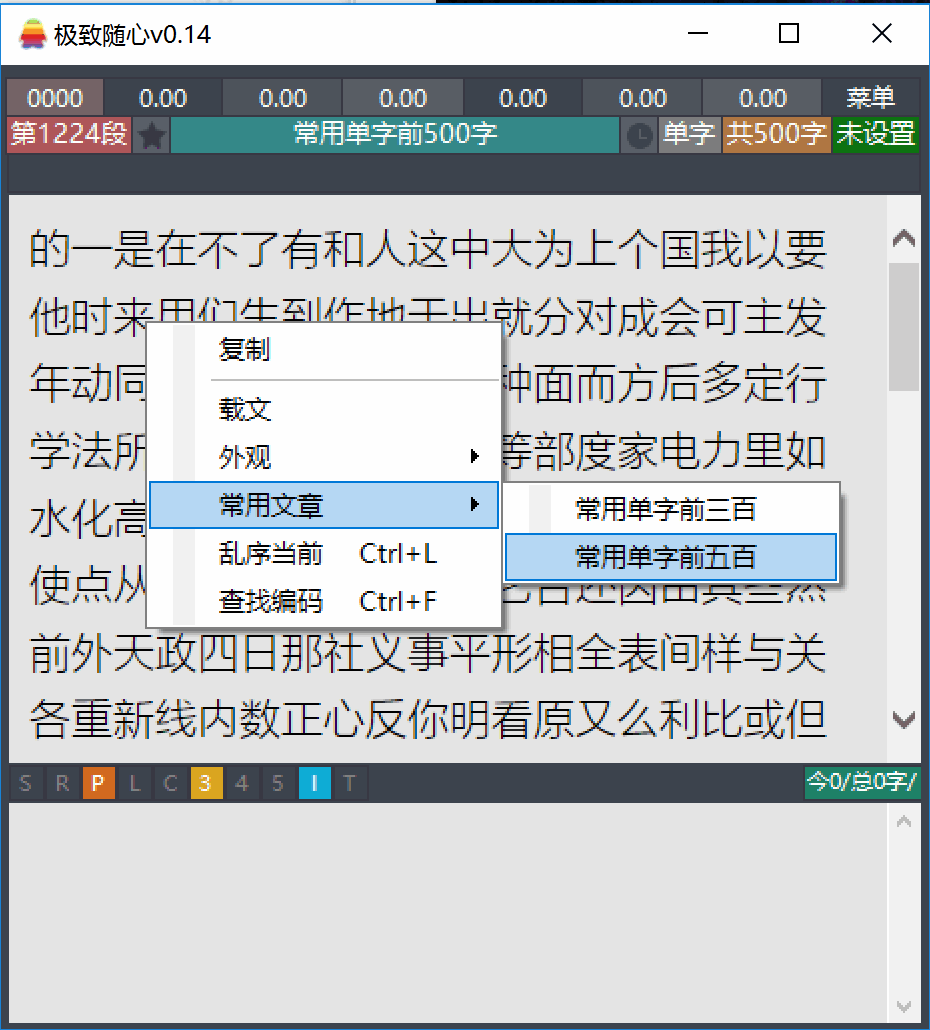 极致随心v0.14
0000 0.00 0.00 0.00 0.00 0.00 0.00 菜单
第1224段 常用单字前500字 单字 共500字 未设置
的一是在不了有和人这中大为上个国我以要
他时来用们生到作地于出就分对成会可主发
年动同 种面而方后多定行
学法所 等部度家电力里如
水化高
使点从
前外天政四日那社义事平形相全表间样与关
各重新线内数正心反你明看原又么利比或但
复制
载文
外观
常用文章
乱序当前 Ctrl+L
查找编码 Ctrl+F
常用单字前三百
常用单字前五百
S R P L C 3 4 5 I T 今0/总0字/